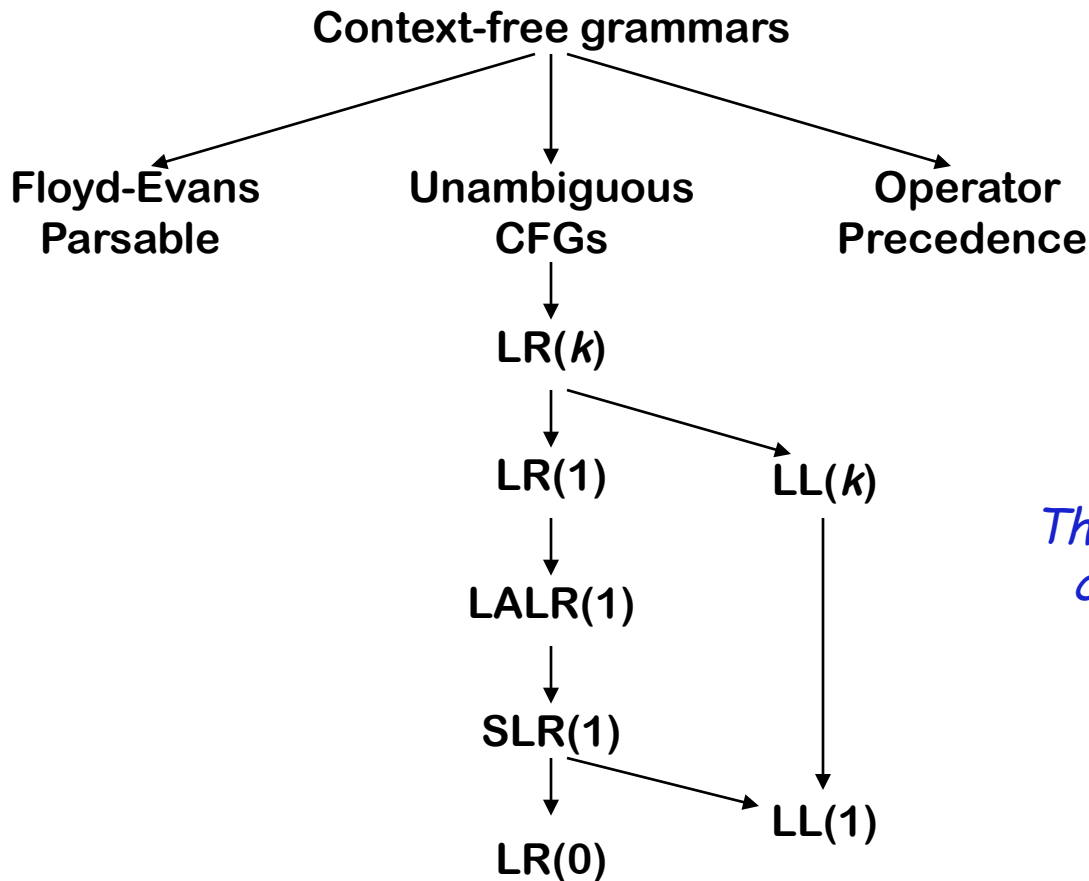 Context-free grammars
Floyd-Evans
Parsable
Unambiguous
CFGs
Operator
Precedence
LR(k)
LR(1)
LL(k)
LALR(1)
SLR(1)
LL(1)
LR(0)